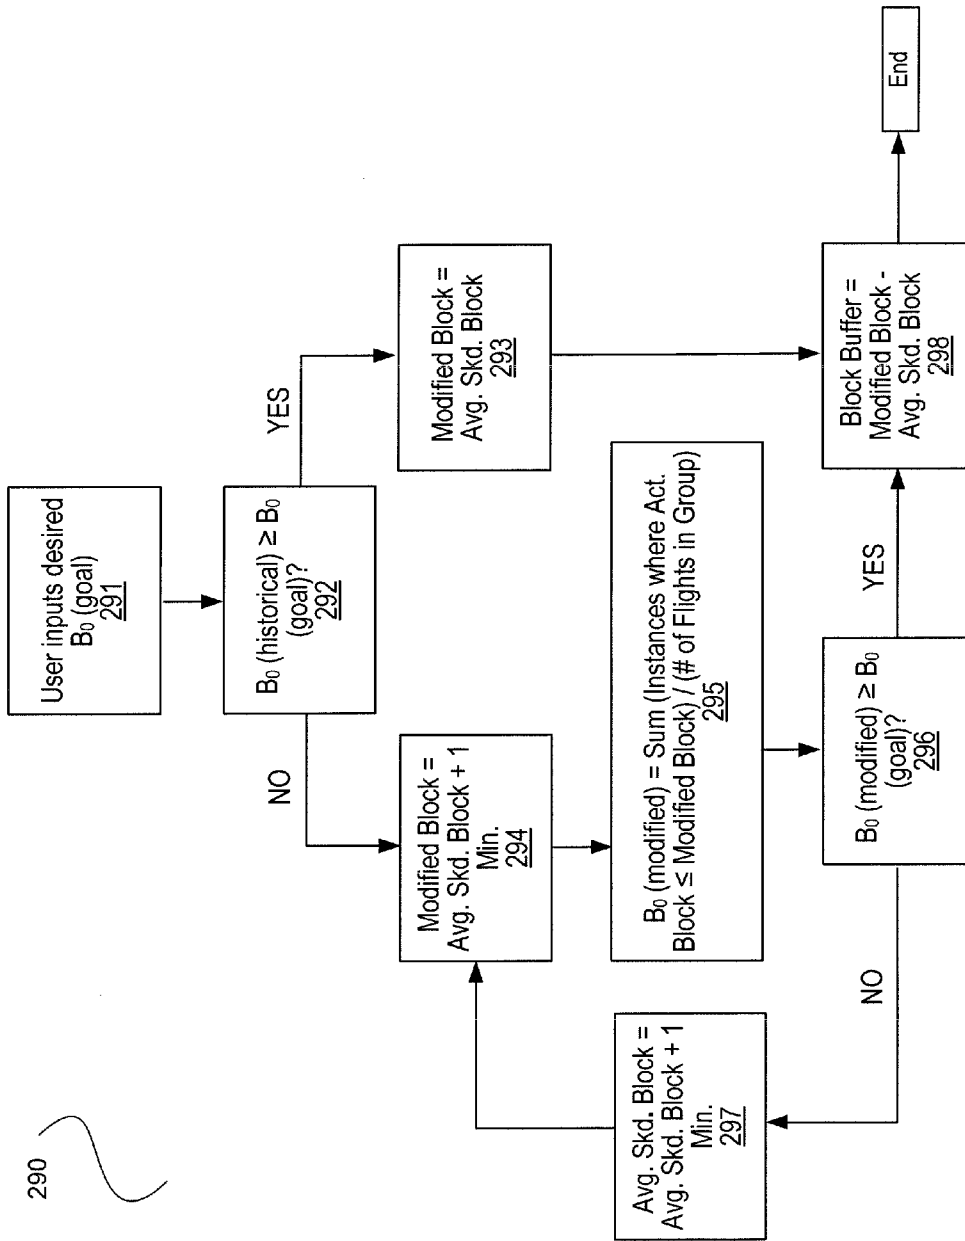 290
User inputs desired
B₀ (goal)
291
B₀ (historical) ≥ B₀
(goal)?
292
NO
YES
Modified Block =
Avg. Skd. Block + 1
Min.
294
Modified Block =
Avg. Skd. Block
293
Avg. Skd. Block =
Avg. Skd. Block + 1
Min.
297
B₀ (modified) = Sum (Instances where Act.
Block ≤ Modified Block) / (# of Flights in Group)
295
B₀ (modified) ≥ B₀
(goal)?
296
NO
YES
Block Buffer =
Modified Block -
Avg. Skd. Block
298
End